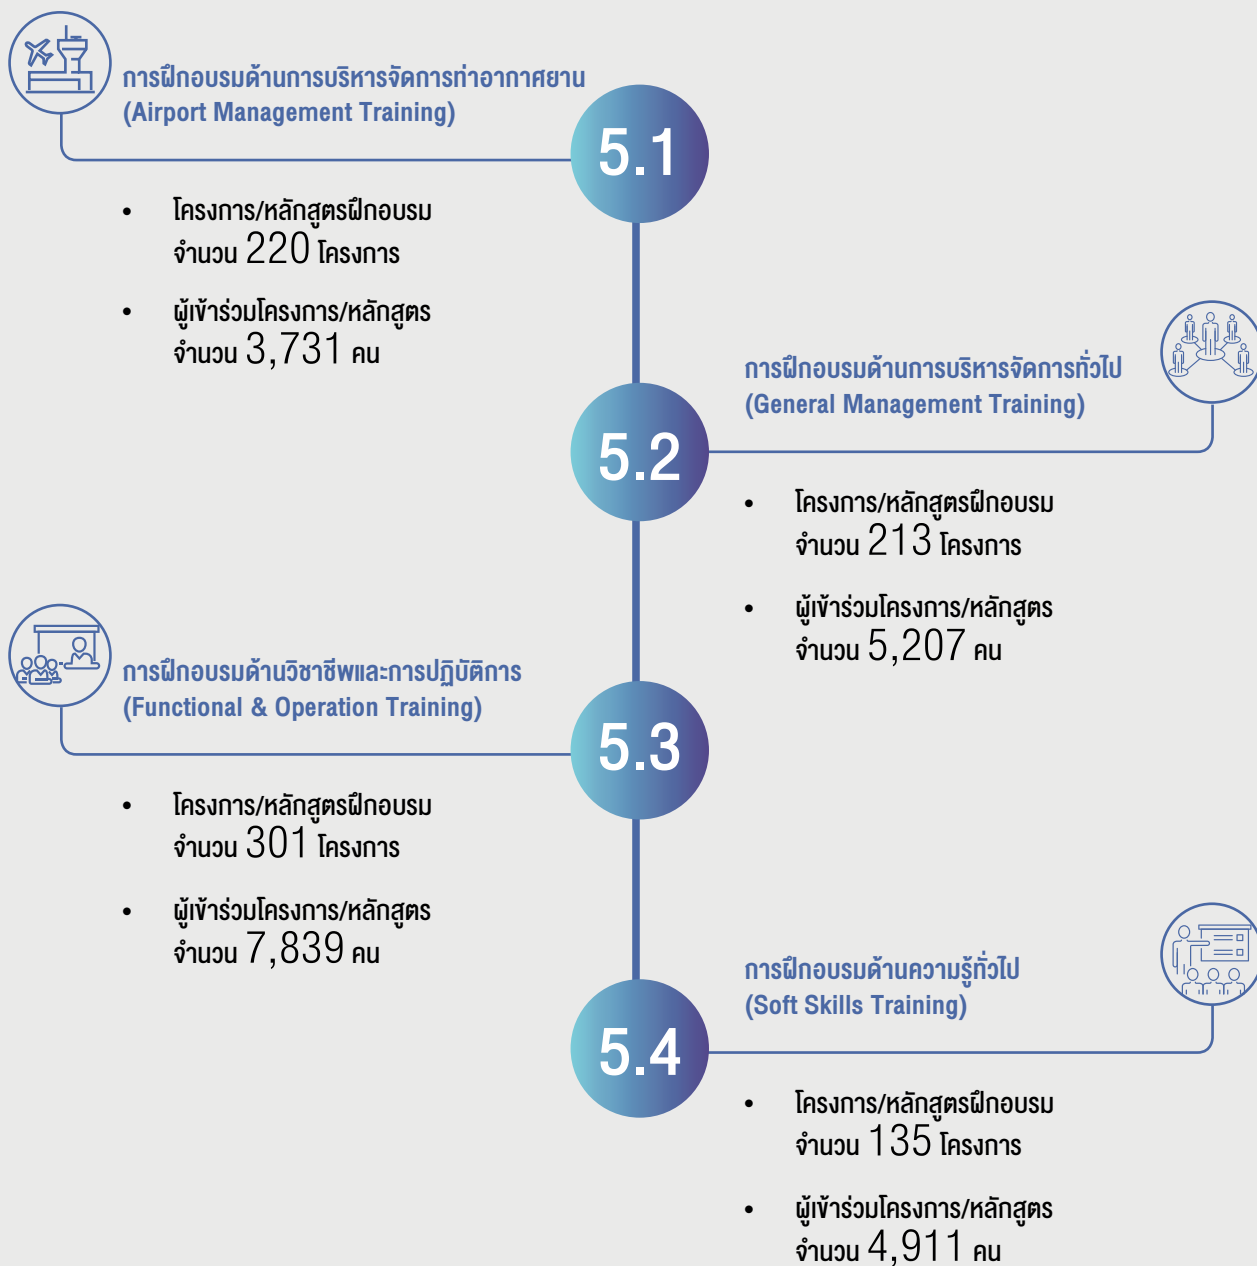 การฝึกอบรมด้านการบริหารจัดการท่าอากาศยาน
(Airport Management Training)
5.1
• โครงการ/หลักสูตรฝึกอบรม
จำนวน 220 โครงการ
• ผู้เข้าร่วมโครงการ/หลักสูตร
จำนวน 3,731 คน
การฝึกอบรมด้านการบริหารจัดการทั่วไป
(General Management Training)
5.2
• โครงการ/หลักสูตรฝึกอบรม
จำนวน 213 โครงการ
• ผู้เข้าร่วมโครงการ/หลักสูตร
จำนวน 5,207 คน
การฝึกอบรมด้านวิชาชีพและการปฏิบัติการ
(Functional & Operation Training)
5.3
• โครงการ/หลักสูตรฝึกอบรม
จำนวน 301 โครงการ
• ผู้เข้าร่วมโครงการ/หลักสูตร
จำนวน 7,839 คน
การฝึกอบรมด้านความรู้ทั่วไป
(Soft Skills Training)
5.4
• โครงการ/หลักสูตรฝึกอบรม
จำนวน 135 โครงการ
• ผู้เข้าร่วมโครงการ/หลักสูตร
จำนวน 4,911 คน